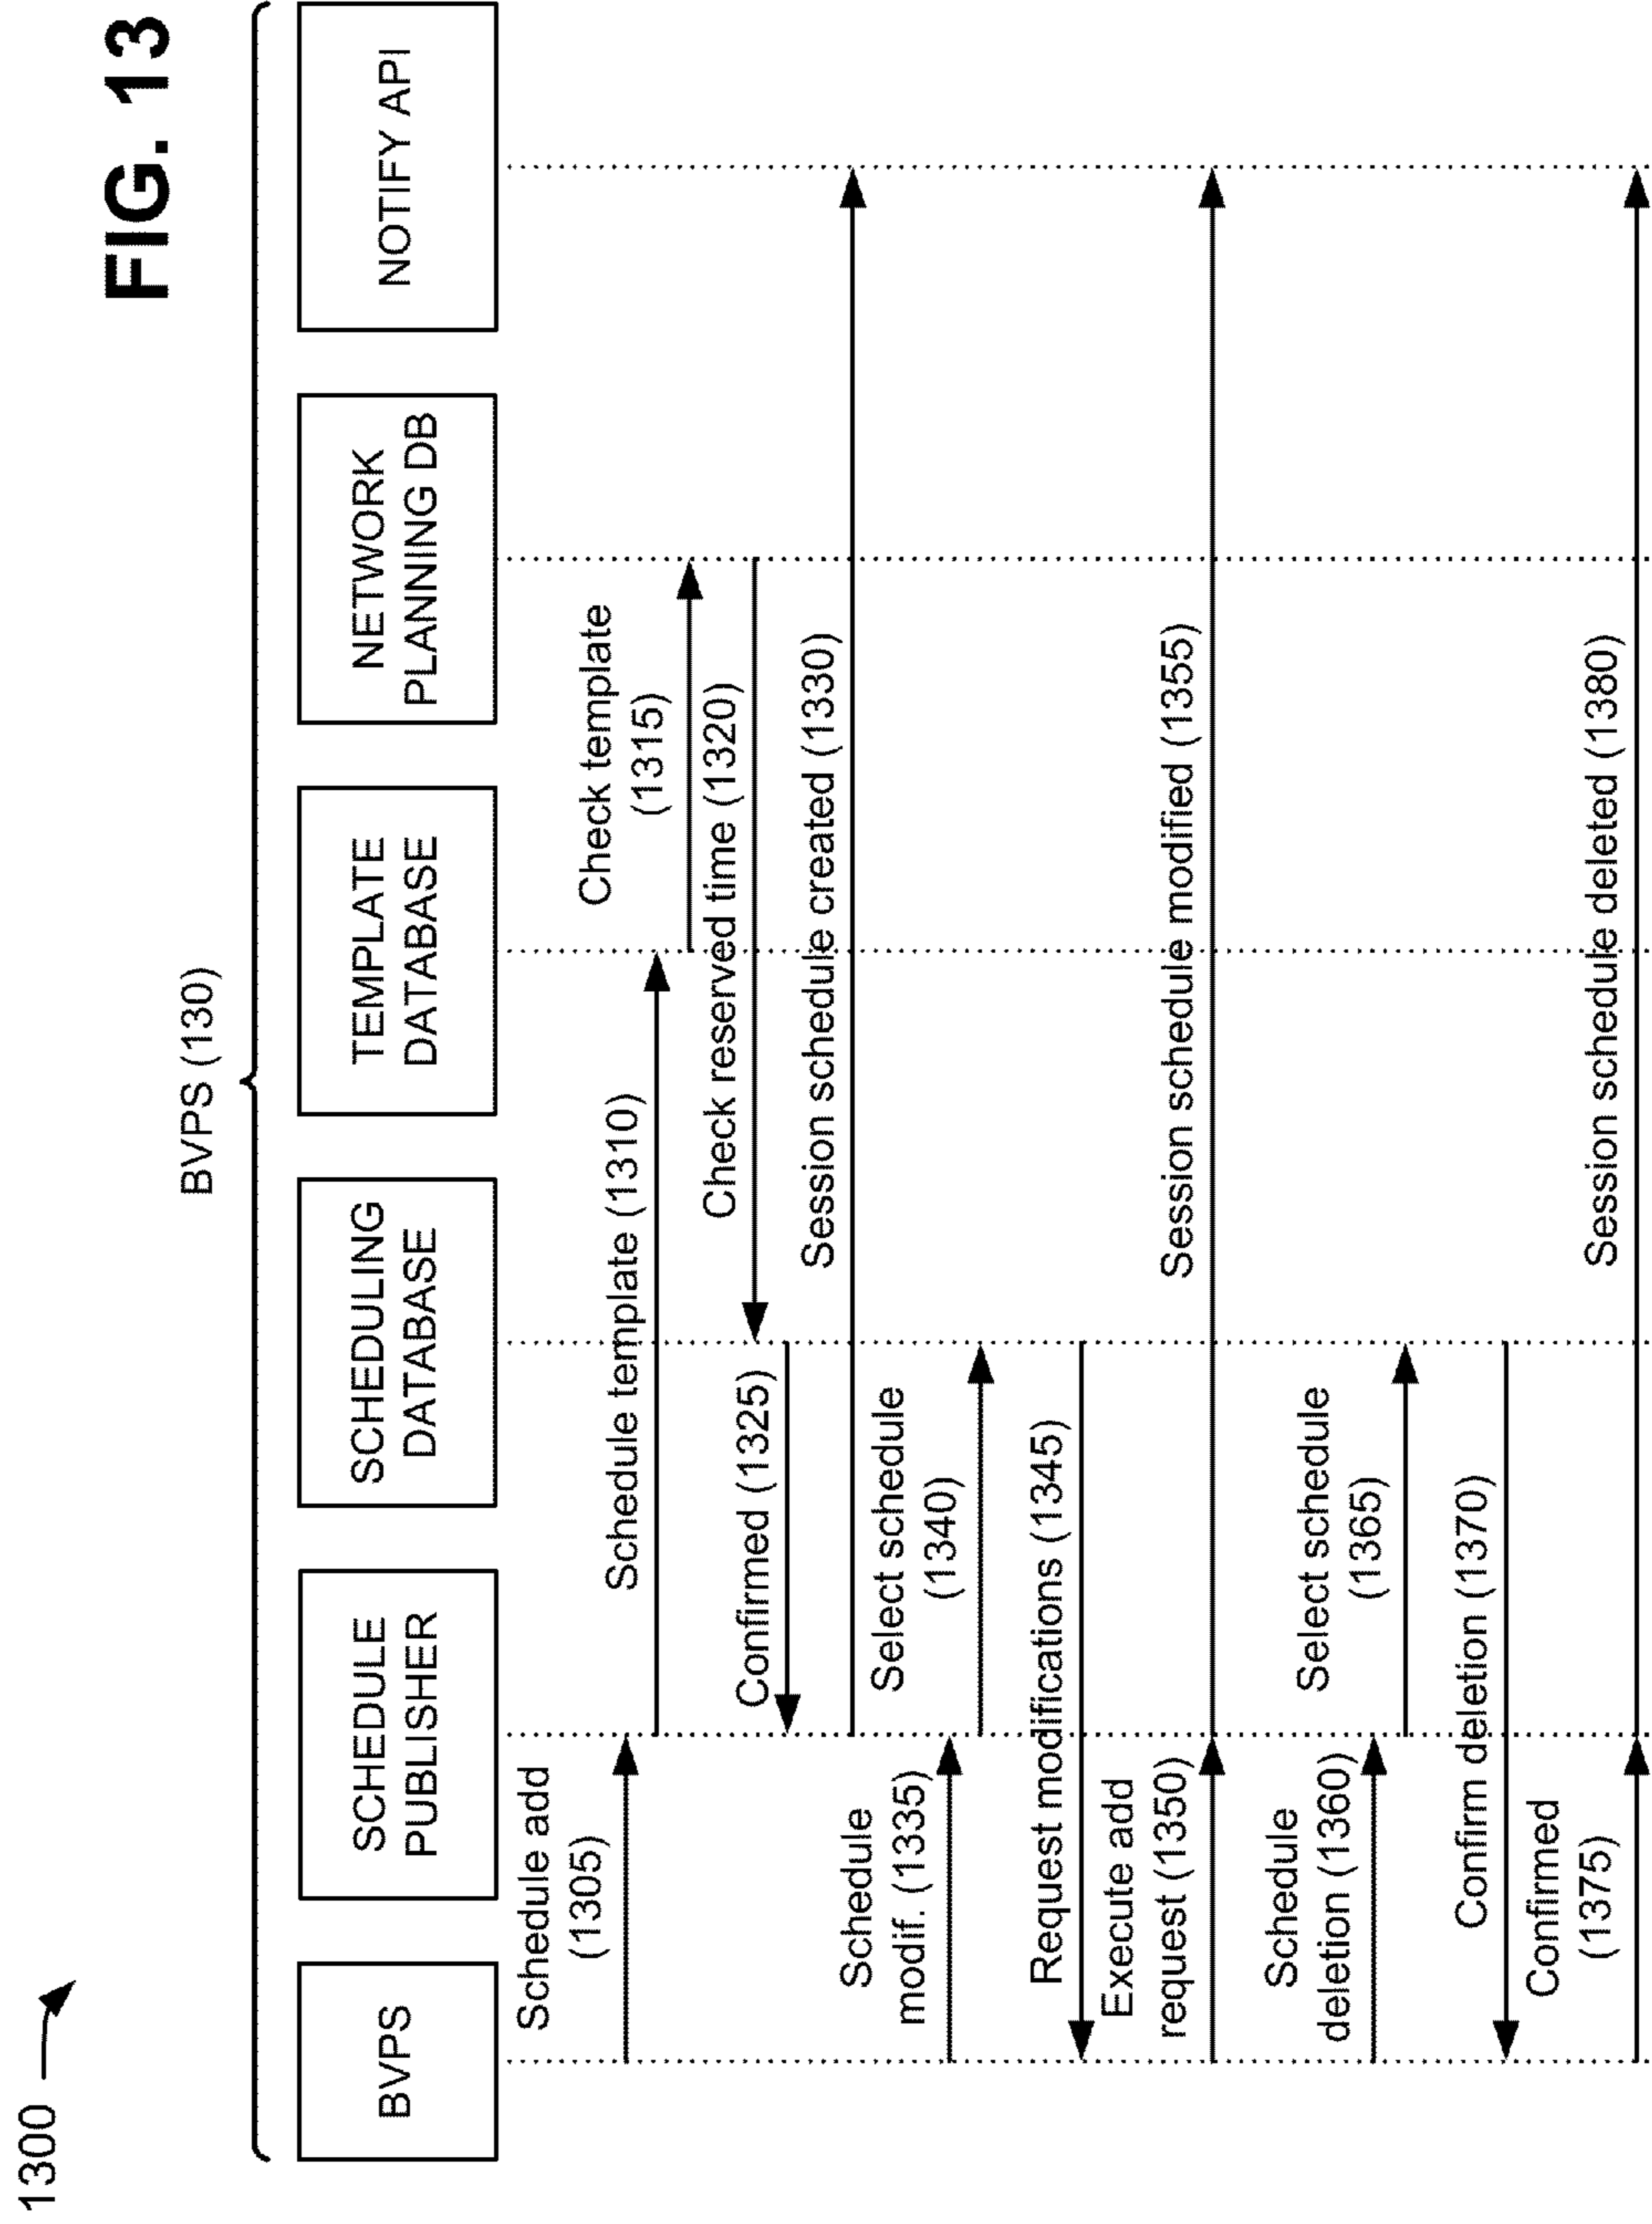 FIG. 13
1300
BVPS (130)
BVPS
SCHEDULE
PUBLISHER
SCHEDULING
DATABASE
TEMPLATE
DATABASE
NETWORK
PLANNING DB
NOTIFY API
Schedule add
(1305)
Schedule template (1310)
Check template
(1315)
Check reserved time (1320)
Confirmed (1325)
Session schedule created (1330)
Schedule
modif. (1335)
Select schedule
(1340)
Request modifications (1345)
Execute add
request (1350)
Session schedule modified (1355)
Schedule
deletion (1360)
Select schedule
(1365)
Confirm deletion (1370)
Confirmed
(1375)
Session schedule deleted (1380)